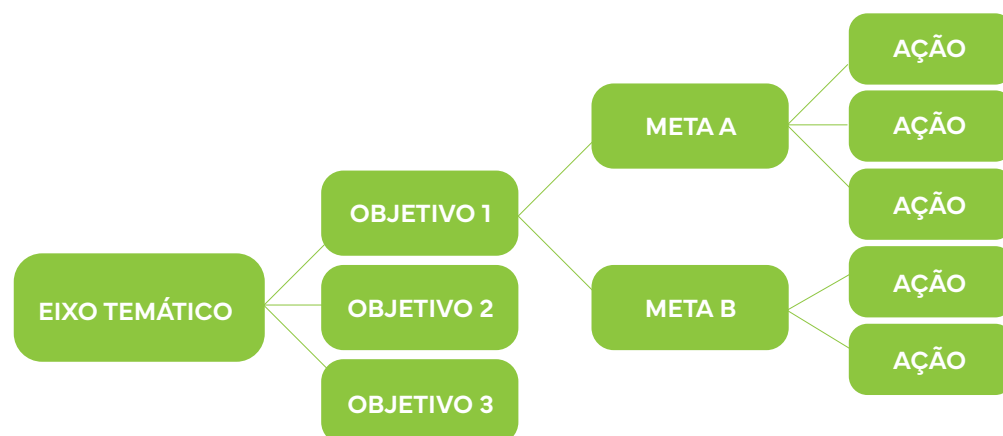 EIXO TEMÁTICO
OBJETIVO 1
OBJETIVO 2
OBJETIVO 3
META A
META B
AÇÃO
AÇÃO
AÇÃO
AÇÃO
AÇÃO